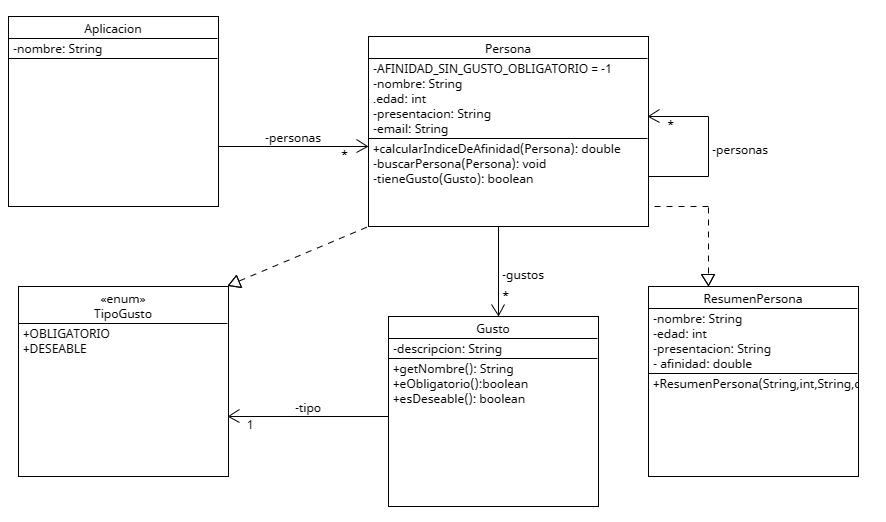 Aplicacion
-nombre: String
Persona
-AFINIDAD_SIN_GUSTO_OBLIGATORIO = -1
-nombre: String
.edad: int
-presentacion: String
-email: String
+calcularIndiceDeAfinidad(Persona): double
-buscarPersona(Persona): void
-tieneGusto(Gusto): boolean
-personas
*
*
-personas
-gustos
*
«enum»
TipoGusto
+OBLIGATORIO
+DESEABLE
-tipo
1
Gusto
-descripcion: String
+getNombre(): String
+eObligatorio():boolean
+esDeseable(): boolean
ResumenPersona
-nombre: String
-edad: int
-presentacion: String
- afinidad: double
+ResumenPersona(String,int,String,